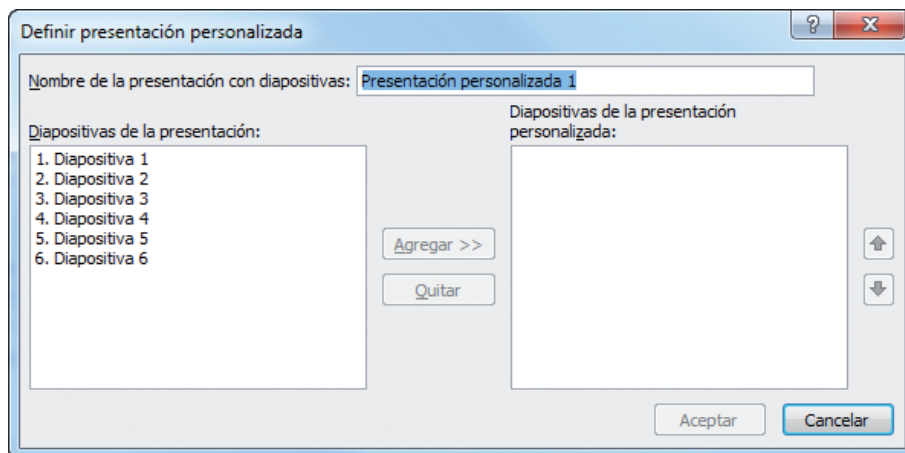 Definir presentación personalizada
?
Nombre de la presentación con diapositivas: Presentación personalizada 1
Diapositivas de la presentación:
1. Diapositiva 1
2. Diapositiva 2
3. Diapositiva 3
4. Diapositiva 4
5. Diapositiva 5
6. Diapositiva 6
Agregar >>
Quitar
Diapositivas de la presentación
personalizada:
Aceptar
Cancelar